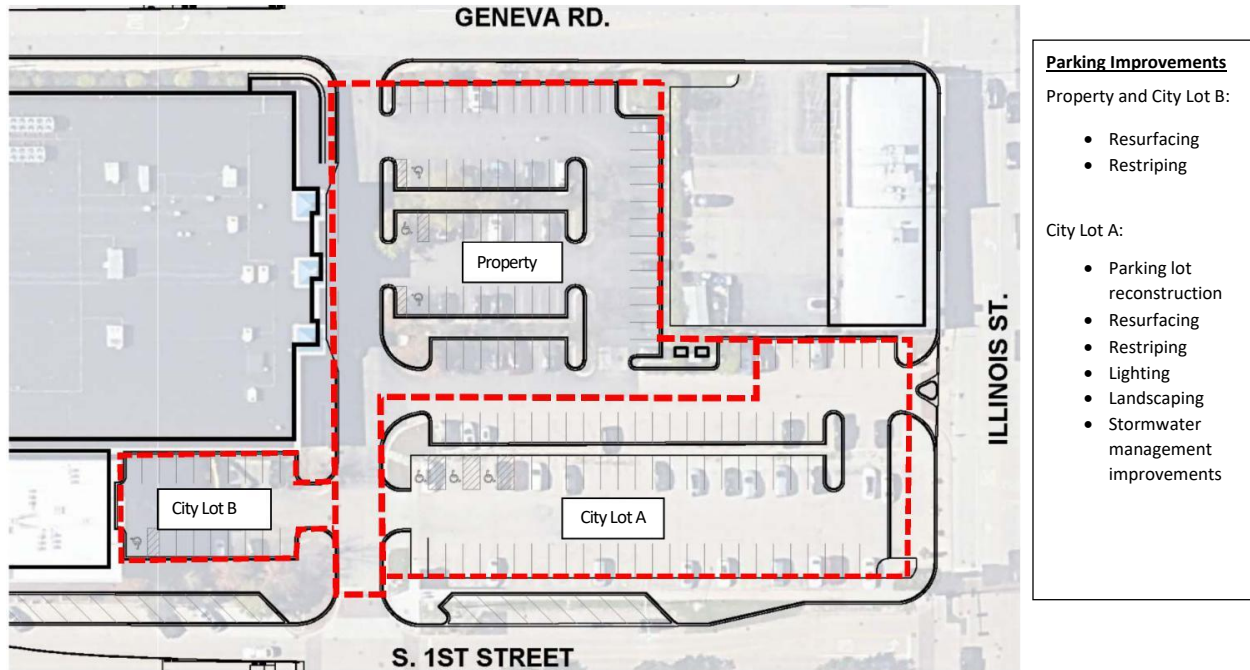 GENEVA RD.
Property
City Lot B
City Lot A
ILLINOIS ST.
S. 1ST STREET
Parking Improvements
Property and City Lot B:
• Resurfacing
• Restriping
City Lot A:
• Parking lot
reconstruction
• Resurfacing
• Restriping
• Lighting
• Landscaping
• Stormwater
management
improvements